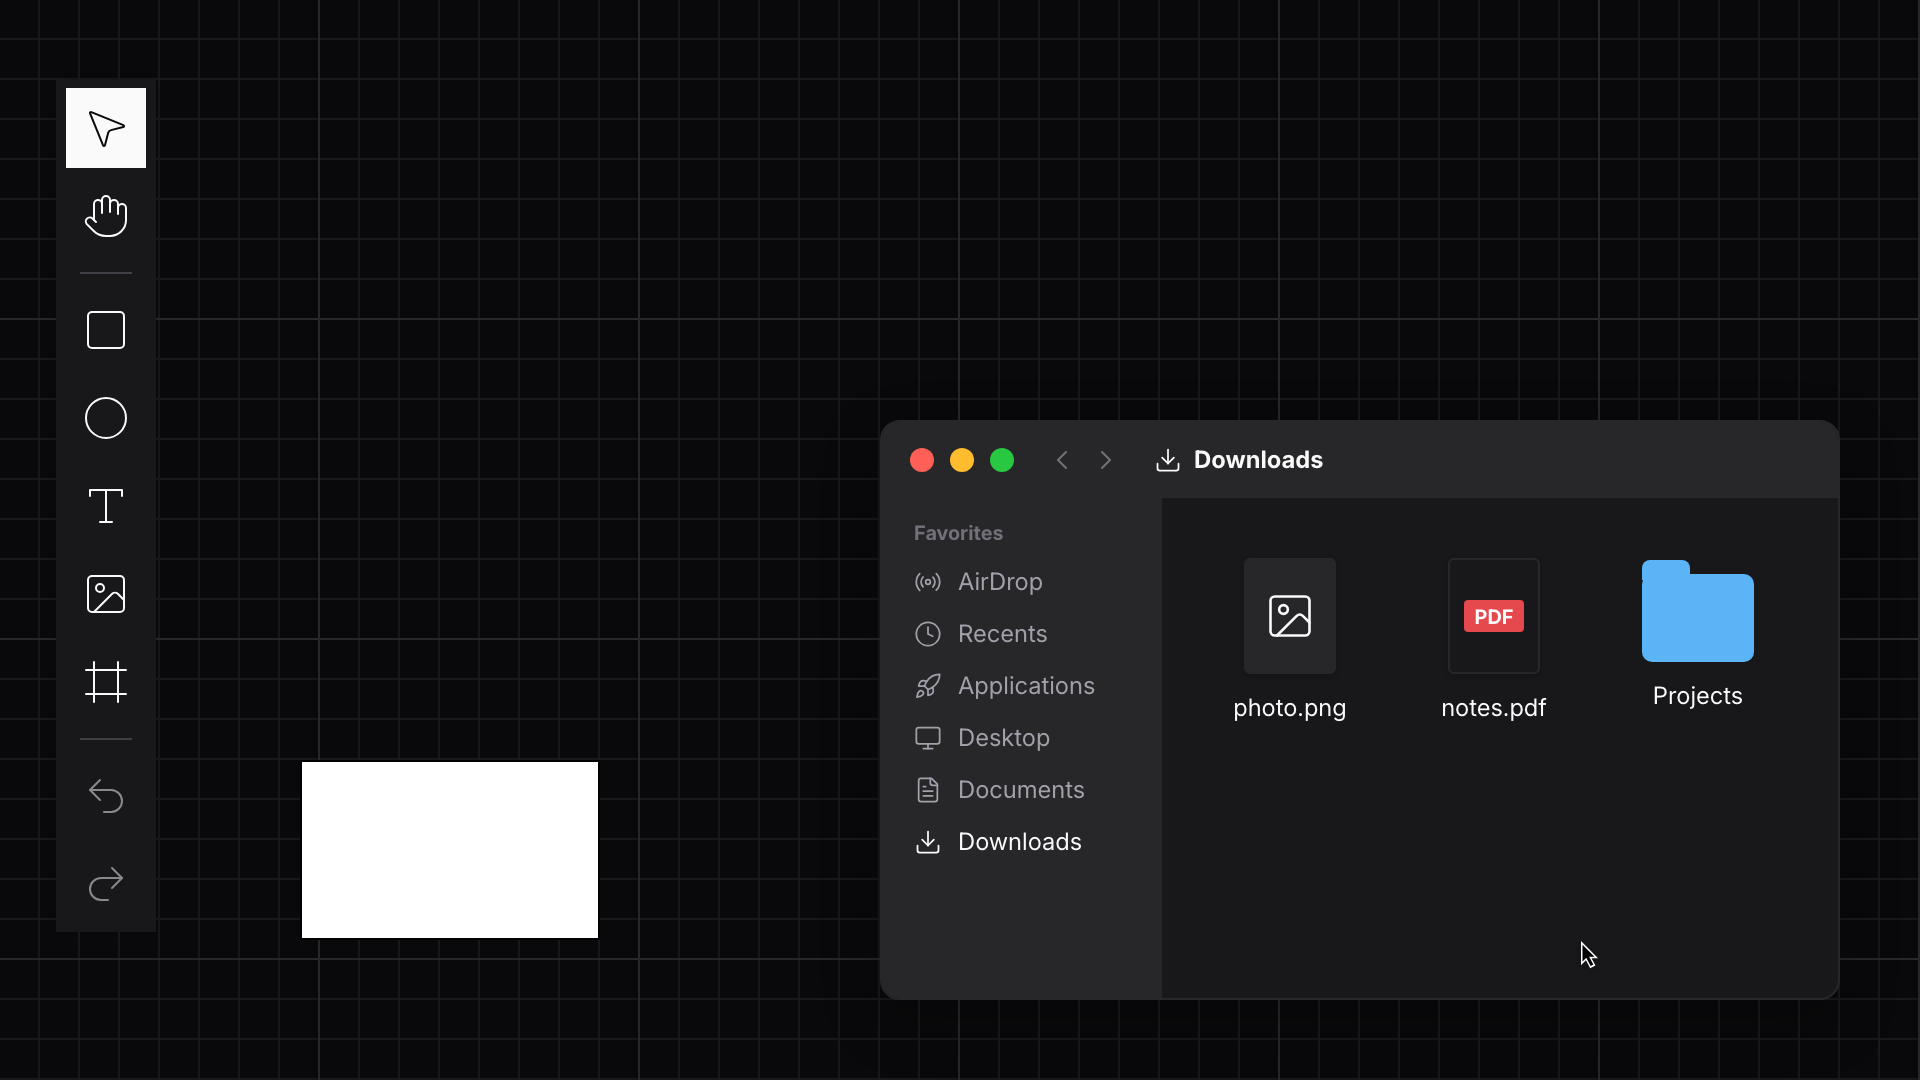 Downloads
Favorites
AirDrop
Recents
Applications
Desktop
Documents
Downloads
PDF
photo.png
notes.pdf
Projects